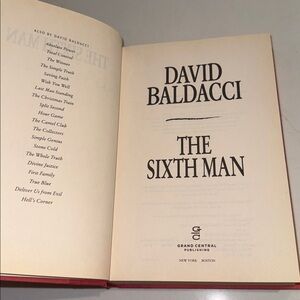 ALSO BY DAVID BALDACCI
Absolute Power
Total Control
The Winner
The Simple Truth
Saving Faith
Wish You Well
Last Man Standing
The Christmas Train
Split Second
Hour Game
The Camel Club
The Collectors
Simple Genius
Stone Cold
The Whole Truth
Divine Justice
First Family
True Blue
Deliver Us from Evil
Hell's Corner
DAVID
BALDACCI
THE
SIXTH MAN
GRAND CENTRAL
PUBLISHING
NEW YORK BOSTON